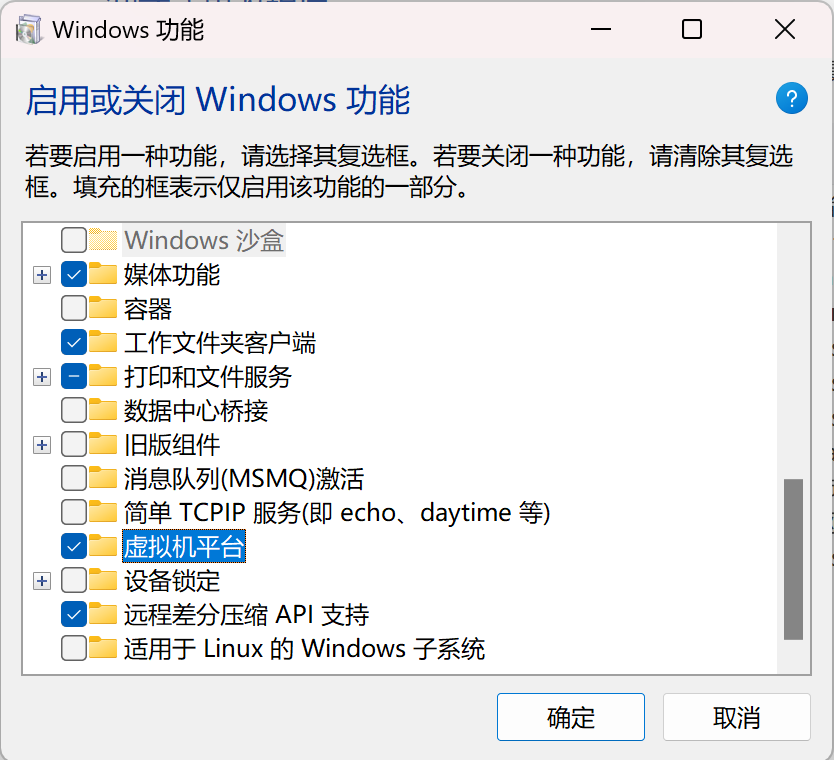 Windows 功能
启用或关闭 Windows 功能
?
若要启用一种功能，请选择其复选框。若要关闭一种功能，请清除其复选
框。填充的框表示仅启用该功能的一部分。
Windows 沙盒
媒体功能
容器
工作文件夹客户端
打印和文件服务
数据中心桥接
旧版组件
消息队列(MSMQ)激活
简单 TCPIP 服务(即 echo、daytime 等)
虚拟机平台
设备锁定
远程差分压缩 API 支持
适用于 Linux 的 Windows 子系统
确定
取消